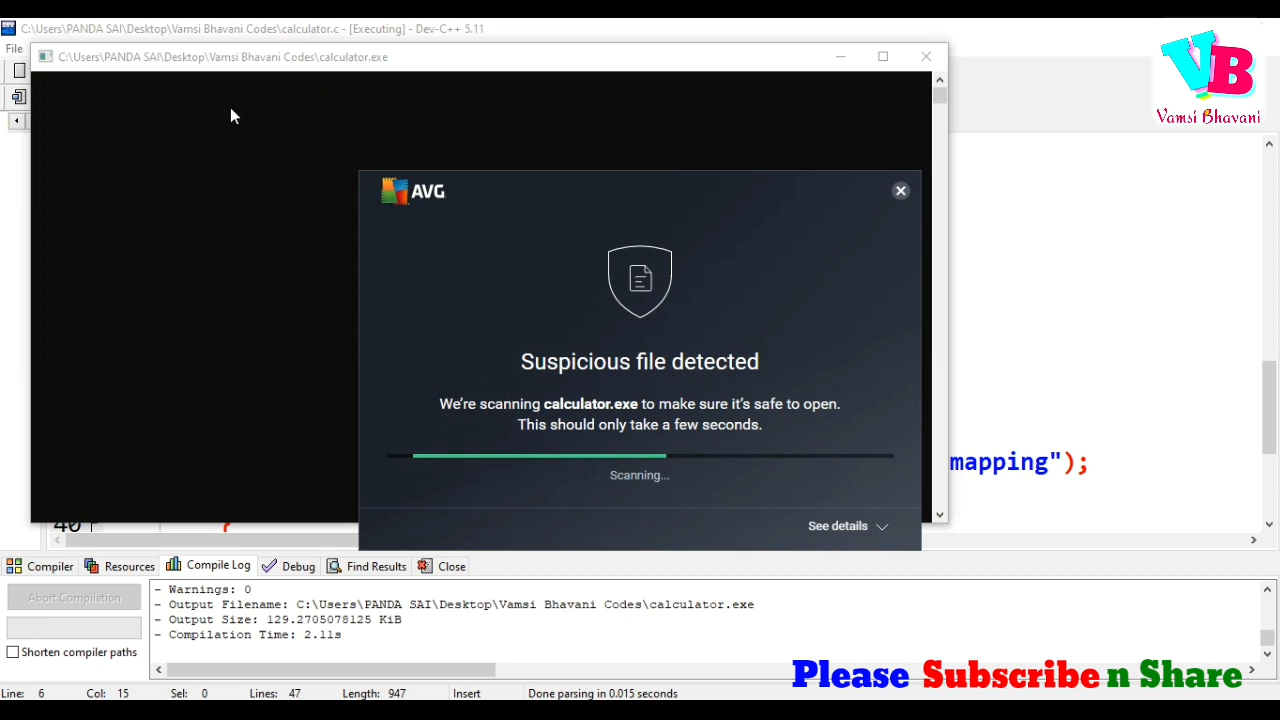 C:\Users\PANDA SAI\Desktop\Vamsi Bhavani Codes\calculator.c - [Executing] - Dev-C++ 5.11
File
C:\Users\PANDA SAI\Desktop\Vamsi Bhavani Codes\calculator.exe
VB
Vamsi Bhavani
AVG
Suspicious file detected
We're scanning calculator.exe to make sure it's safe to open.
This should only take a few seconds.
mapping");
Scanning...
40
}
See details
Compiler
Resources
Compile Log
Debug
Find Results
Close
Abort Compilation
Shorten compiler paths
- Warnings: 0
- Output Filename: C:\Users\PANDA SAI\Desktop\Vamsi Bhavani Codes\calculator.exe
- Output Size: 129.2705078125 KiB
- Compilation Time: 2.11s
Please Subscribe n Share
Line: 6 Col: 15 Sel: 0 Lines: 47 Length: 947 Insert Done parsing in 0.015 seconds